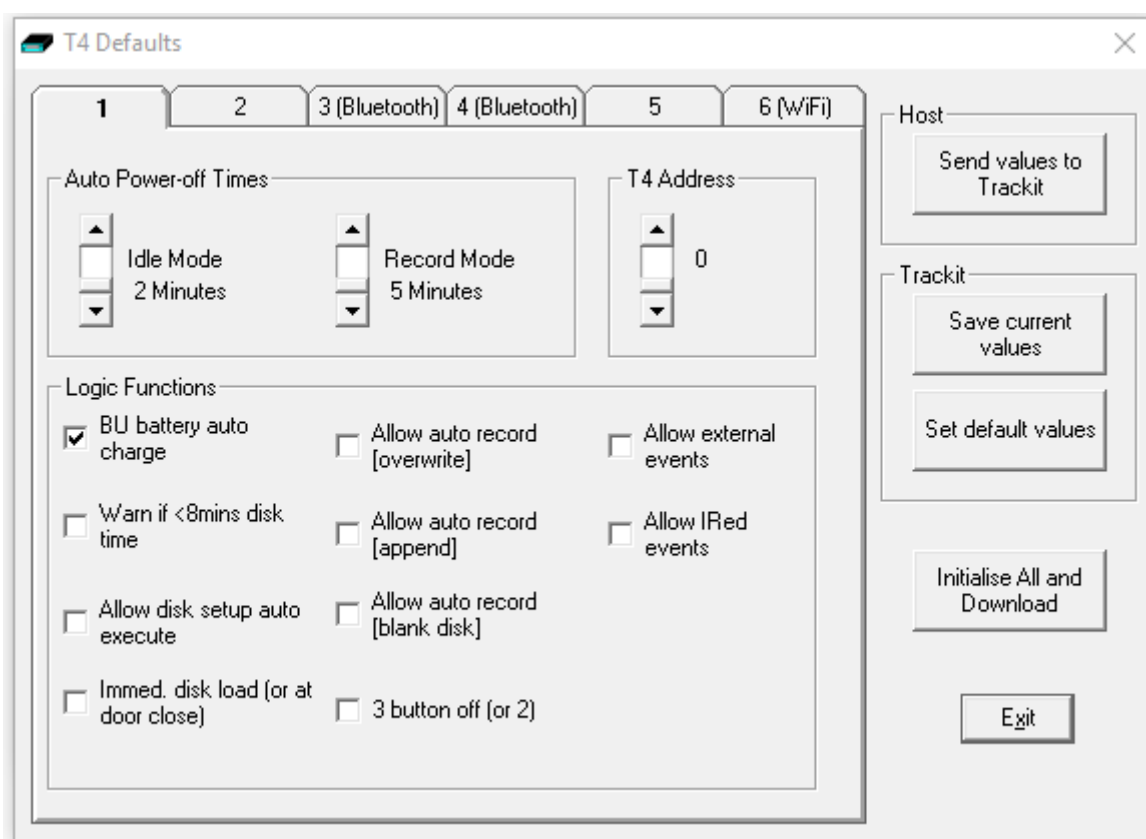 T4 Defaults
1
2
3 (Bluetooth)
4 (Bluetooth)
5
6 (WiFi)
Auto Power-off Times
Idle Mode
2 Minutes
Record Mode
5 Minutes
T4 Address
0
Logic Functions
BU battery auto
charge
Warn if <8mins disk
time
Allow disk setup auto
execute
Immed. disk load (or at
door close)
Allow auto record
[overwrite]
Allow auto record
[append]
Allow auto record
[blank disk]
3 button off (or 2)
Allow external
events
Allow IRed
events
Host
Send values to
Trackit
Trackit
Save current
values
Set default values
Initialise All and
Download
Exit